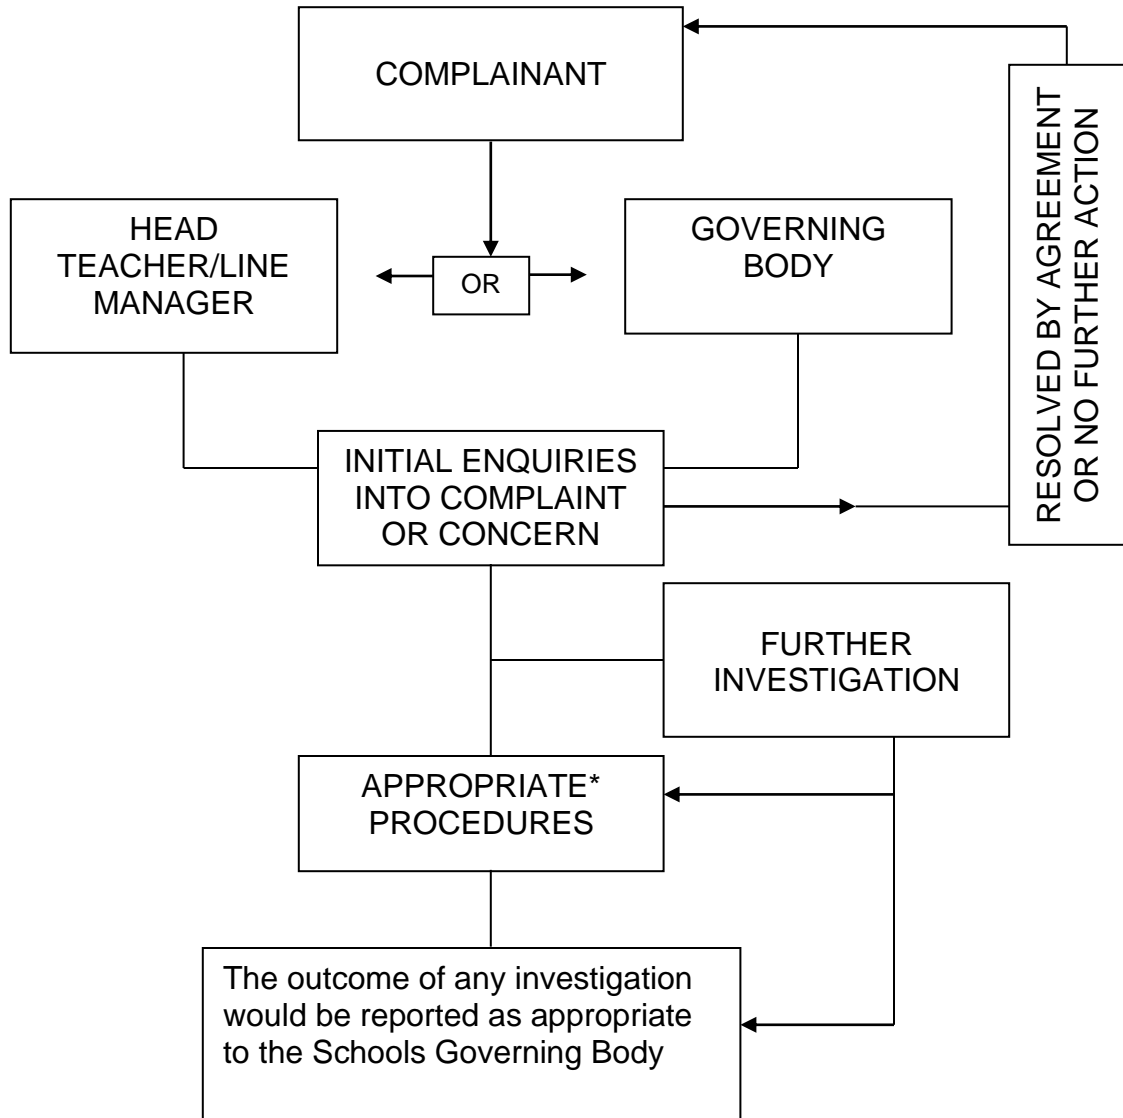 COMPLAINANT
HEAD
TEACHER/LINE
MANAGER
OR
GOVERNING
BODY
RESOLVED BY AGREEMENT
OR NO FURTHER ACTION
INITIAL ENQUIRIES
INTO COMPLAINT
OR CONCERN
FURTHER
INVESTIGATION
APPROPRIATE*
PROCEDURES
The outcome of any investigation
would be reported as appropriate
to the Schools Governing Body